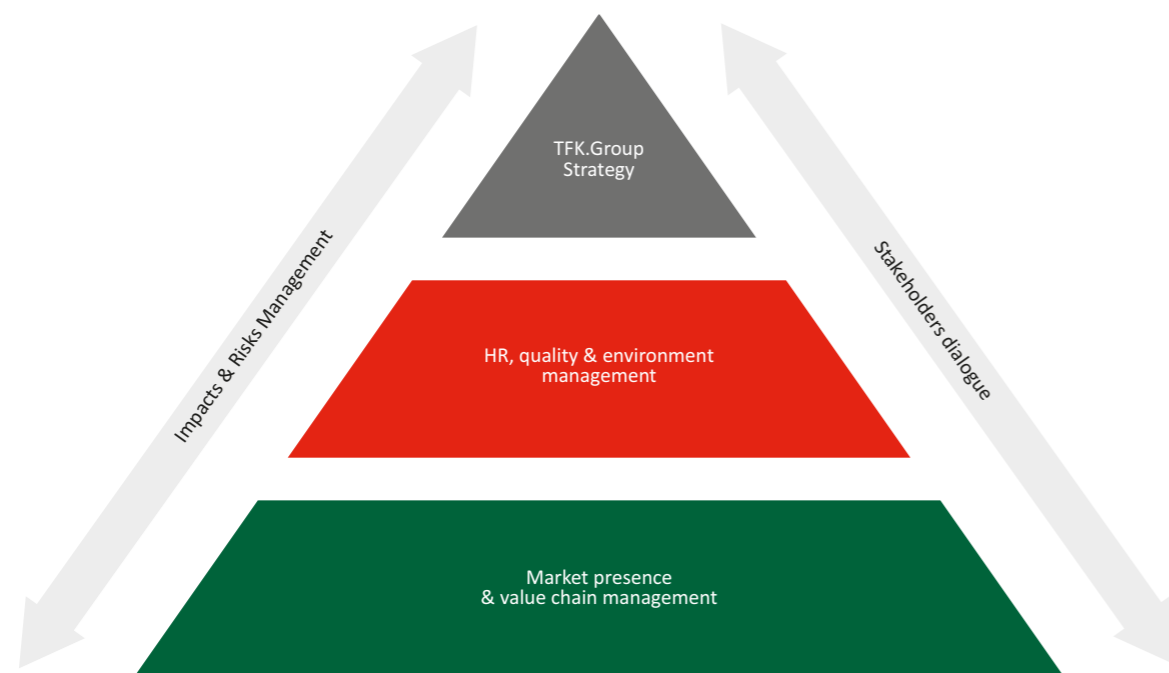 TFK.Group
Strategy
Impacts & Risks Management
Stakeholders dialogue
HR, quality & environment
management
Market presence
& value chain management